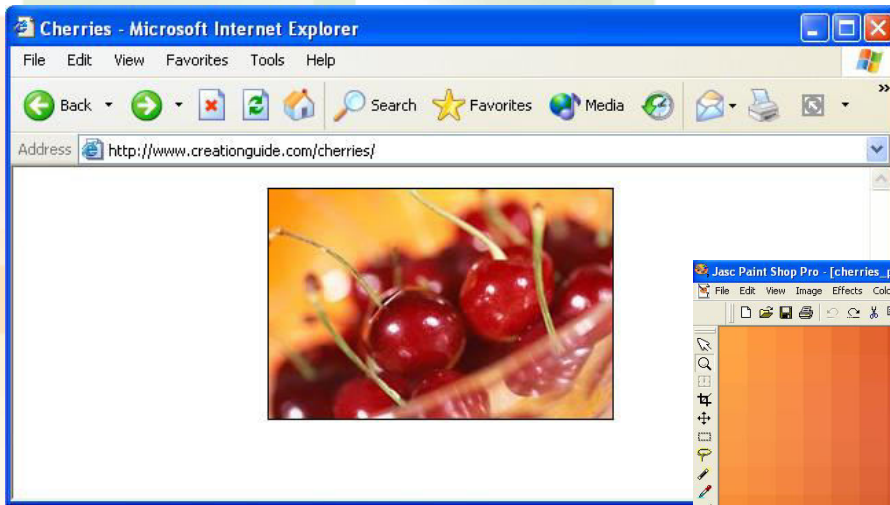 Cherries - Microsoft Internet Explorer
File Edit View Favorites Tools Help
Back Search Favorites Media
Address http://www.creationguide.com/cherries/
Jasc Paint Shop Pro - [cherries_p
File Edit View Image Effects Colo